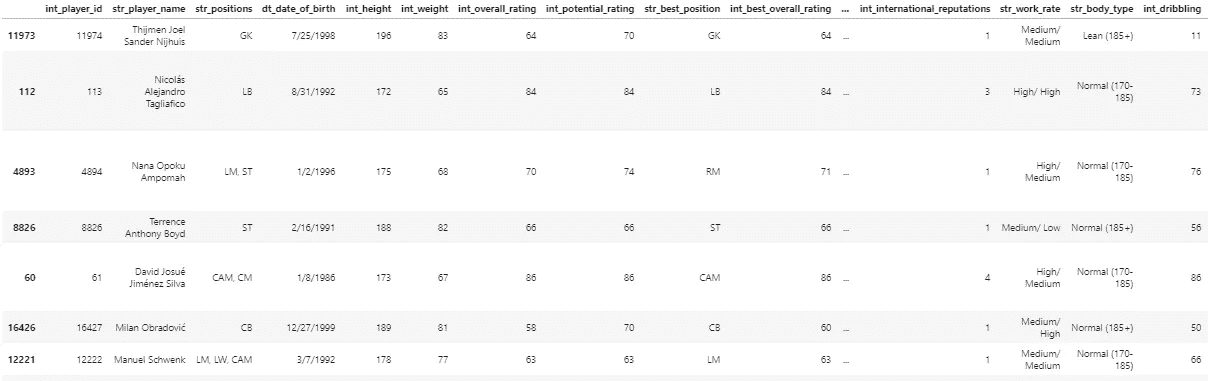 int_player_id str_player_name str_positions dt_date_of_birth int_height int_weight int_overall_rating int_potential_rating str_best_position int_best_overall_rating ... int_international_reputations str_work_rate str_body_type int_dribbling
11973 11974 Thijmen Joel Sander Nijhuis GK 7/25/1998 196 83 64 70 GK 64 ... 1 Medium/ Medium Lean (185+) 11
112 113 Nicolás Alejandro Tagliafico LB 8/31/1992 172 65 84 84 LB 84 ... 3 High/ High Normal (170-185) 73
4893 4894 Nana Opoku Ampomah LM, ST 1/2/1996 175 68 70 74 RM 71 ... 1 High/ Medium Normal (170-185) 76
8826 8826 Terrence Anthony Boyd ST 2/16/1991 188 82 66 66 ST 66 ... 1 Medium/ Low Normal (185+) 56
60 61 David Josué Jiménez Silva CAM, CM 1/8/1986 173 67 86 86 CAM 86 ... 4 High/ Medium Normal (170-185) 86
16426 16427 Milan Obradović CB 12/27/1999 189 81 58 70 CB 60 ... 1 Medium/ High Normal (185+) 50
12221 12222 Manuel Schwenk LM, LW, CAM 3/7/1992 178 77 63 63 LM 63 ... 1 Medium/ Medium Normal (170-185) 66